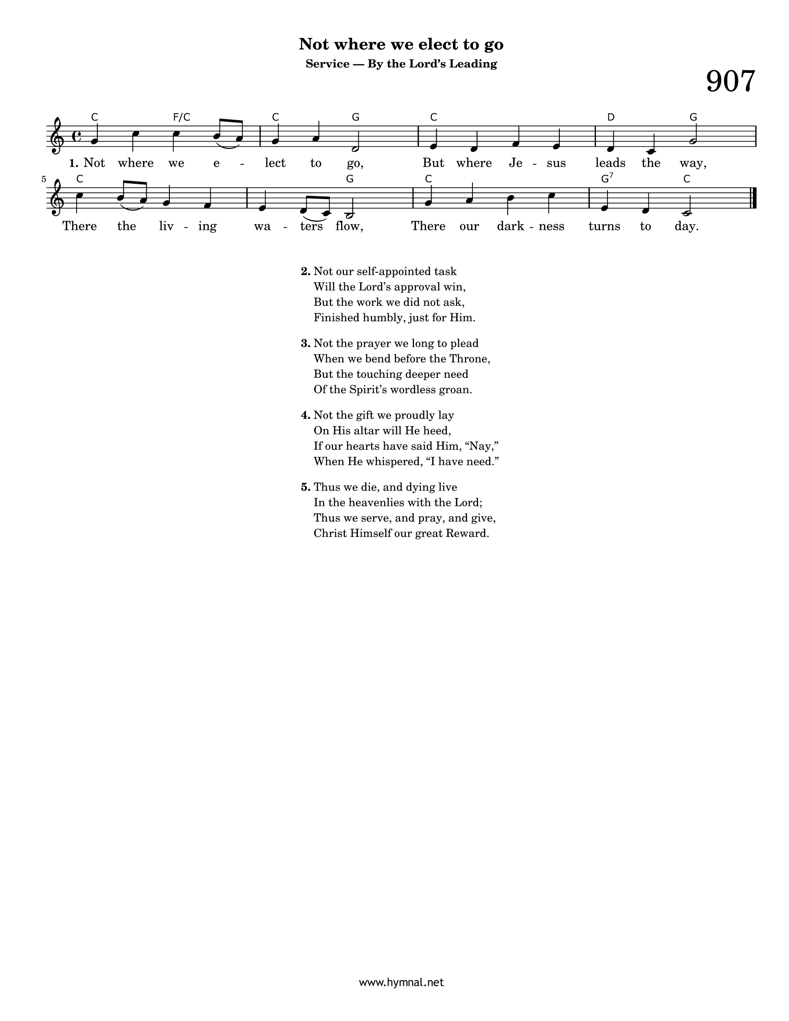 Not where we elect to go
Service — By the Lord's Leading
907
C F/C C G C D G
1. Not where we e - lect to go, But where Je - sus leads the way,
5 C G C G7 C
There the liv - ing wa - ters flow, There our dark - ness turns to day.
2. Not our self-appointed task
Will the Lord's approval win,
But the work we did not ask,
Finished humbly, just for Him.
3. Not the prayer we long to plead
When we bend before the Throne,
But the touching deeper need
Of the Spirit's wordless groan.
4. Not the gift we proudly lay
On His altar will He heed,
If our hearts have said Him, “Nay,”
When He whispered, “I have need.”
5. Thus we die, and dying live
In the heavenlies with the Lord;
Thus we serve, and pray, and give,
Christ Himself our great Reward.
www.hymnal.net